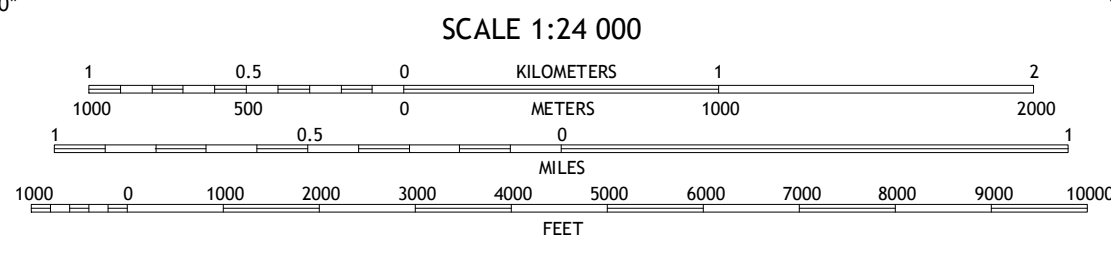 0"
SCALE 1:24 000
1 0.5 0 KILOMETERS 1 2
1000 500 0 METERS 1000 2000
1 0.5 0 1
MILES
1000 0 1000 2000 3000 4000 5000 6000 7000 8000 9000 10000
FEET